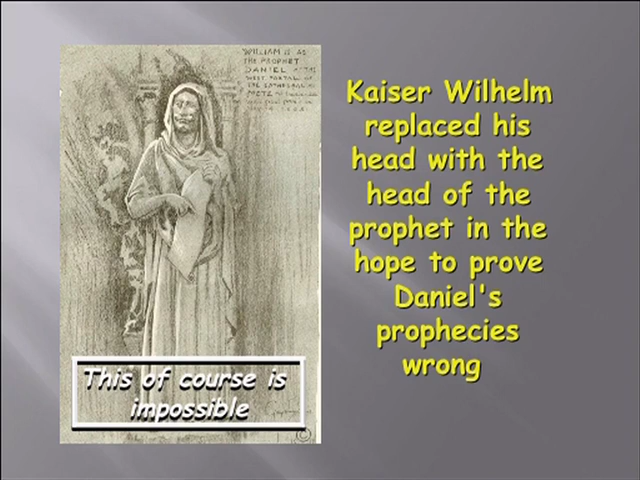 WILLIAM II AS
THE PROPHET
DANIEL
Kaiser Wilhelm
replaced his
head with the
head of the
prophet in the
hope to prove
Daniel's
prophecies
wrong
This of course is
impossible
©